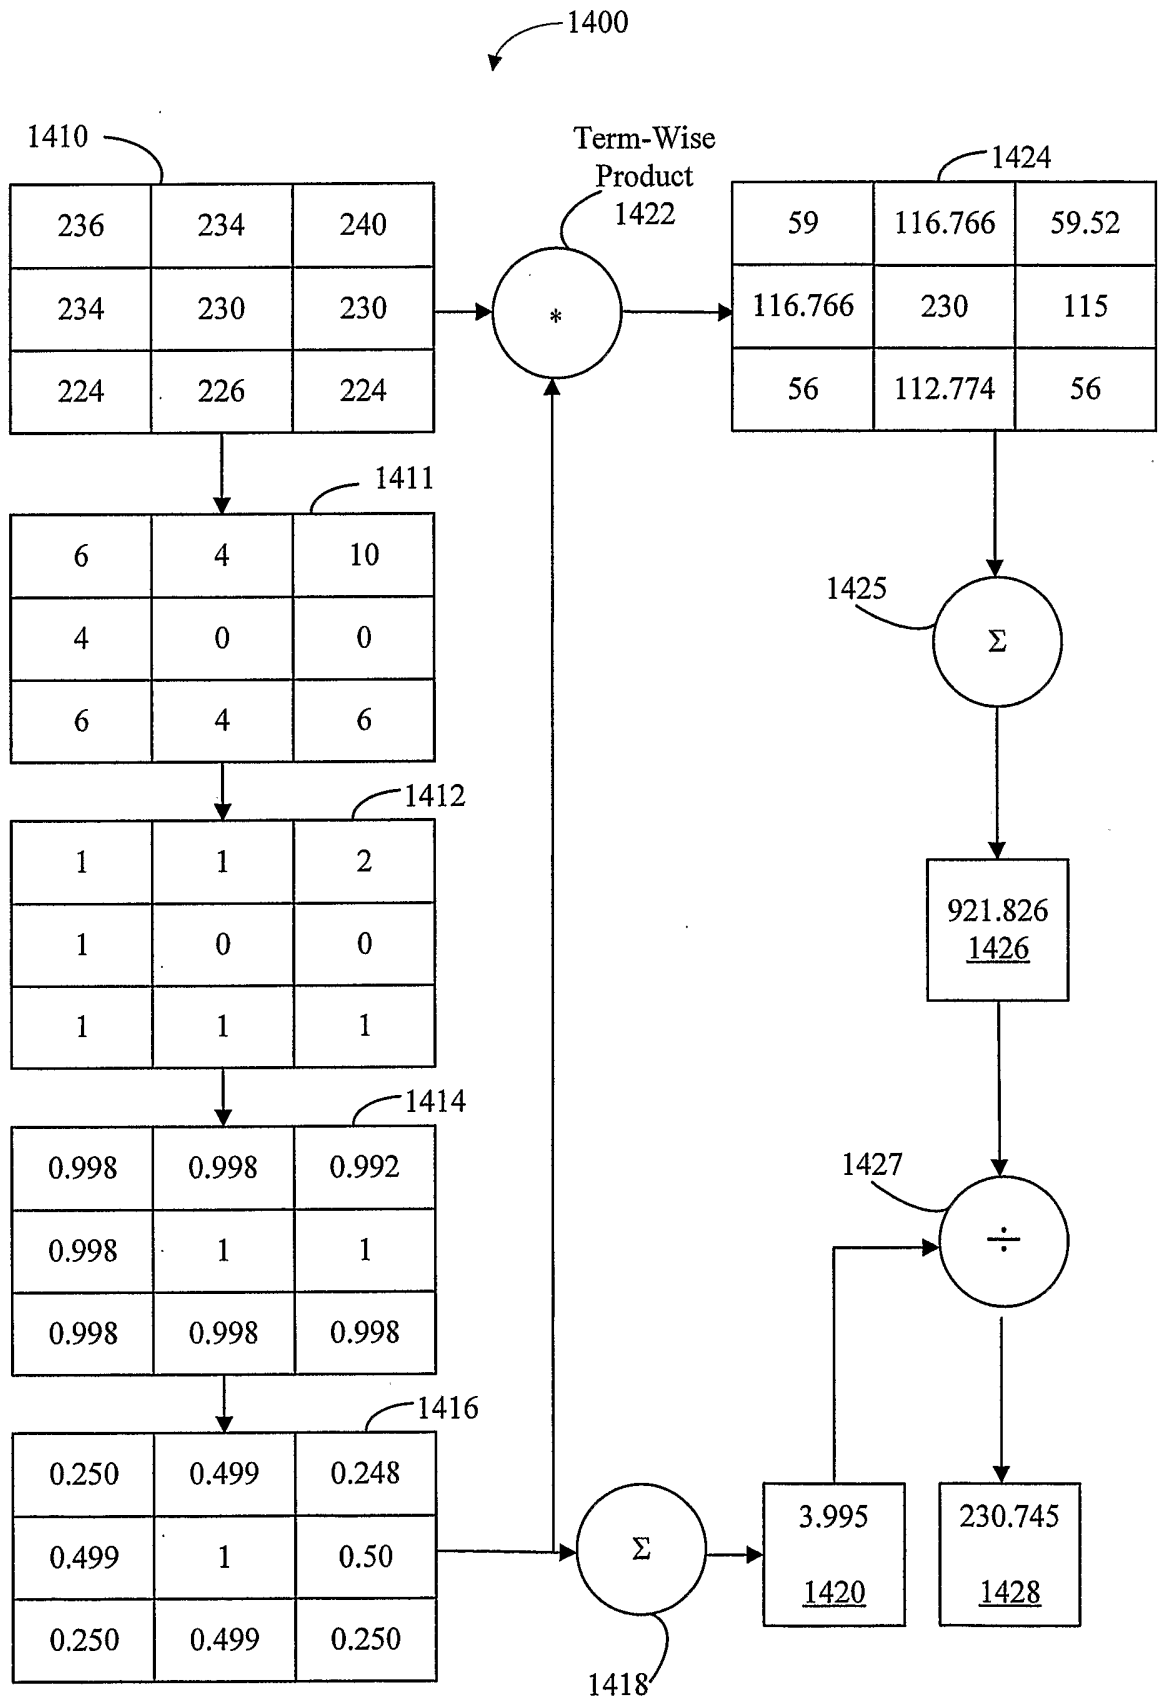 1400
1410
236 234 240
234 230 230
224 226 224
Term-Wise
Product
1422
*
1424
59 116.766 59.52
116.766 230 115
56 112.774 56
1411
6 4 10
4 0 0
6 4 6
1425
Σ
1412
1 1 2
1 0 0
1 1 1
921.826
1426
1414
0.998 0.998 0.992
0.998 1 1
0.998 0.998 0.998
1427
÷
1416
0.250 0.499 0.248
0.499 1 0.50
0.250 0.499 0.250
Σ
1418
3.995
1420
230.745
1428